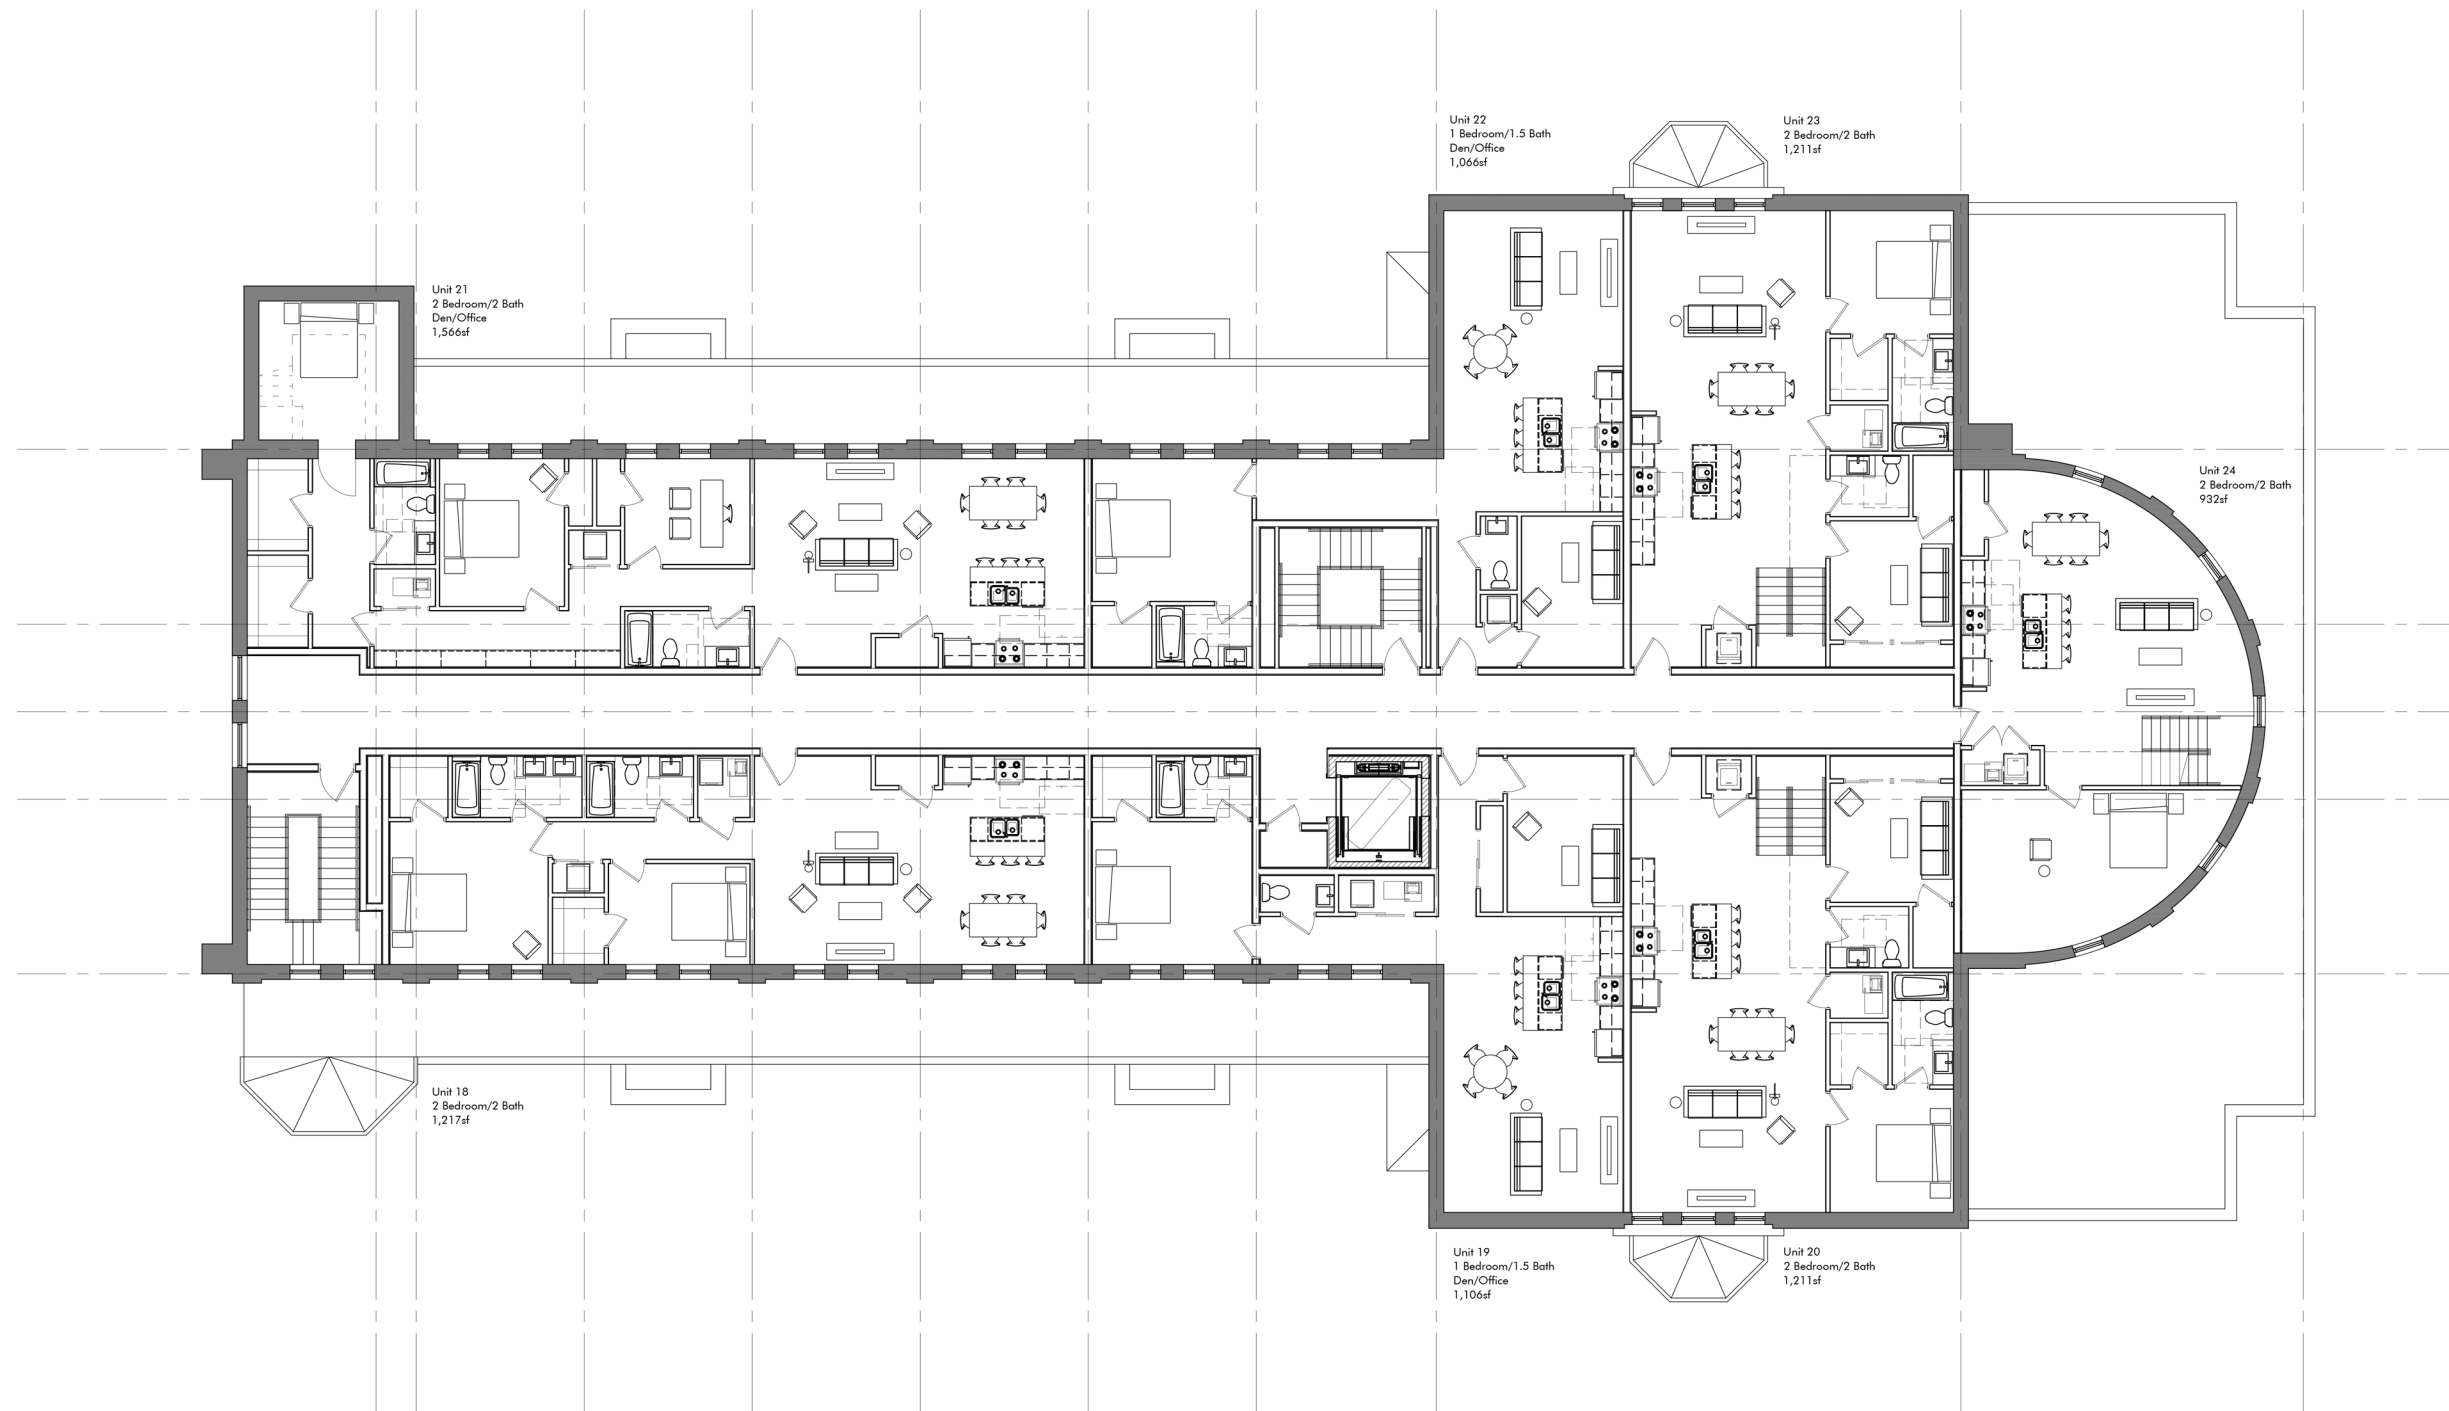 Unit 22
1 Bedroom/1.5 Bath
Den/Office
1,066sf
Unit 23
2 Bedroom/2 Bath
1,211sf
Unit 21
2 Bedroom/2 Bath
Den/Office
1,566sf
Unit 24
2 Bedroom/2 Bath
932sf
Unit 18
2 Bedroom/2 Bath
1,217sf
Unit 19
1 Bedroom/1.5 Bath
Den/Office
1,106sf
Unit 20
2 Bedroom/2 Bath
1,211sf